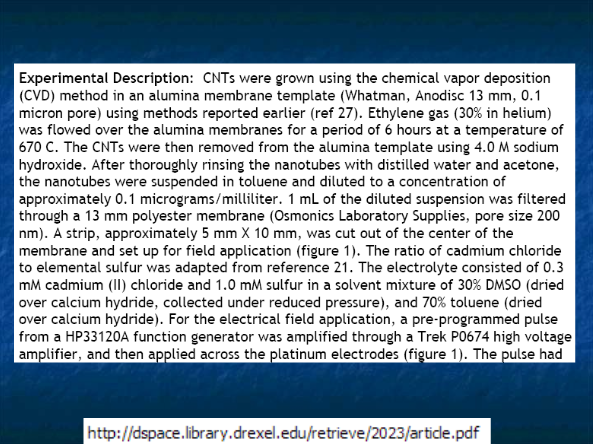 Experimental Description: CNTs were grown using the chemical vapor deposition
(CVD) method in an alumina membrane template (Whatman, Anodisc 13 mm, 0.1
micron pore) using methods reported earlier (ref 27). Ethylene gas (30% in helium)
was flowed over the alumina membranes for a period of 6 hours at a temperature of
670 C. The CNTs were then removed from the alumina template using 4.0 M sodium
hydroxide. After thoroughly rinsing the nanotubes with distilled water and acetone,
the nanotubes were suspended in toluene and diluted to a concentration of
approximately 0.1 micrograms/milliliter. 1 mL of the diluted suspension was filtered
through a 13 mm polyester membrane (Osmonics Laboratory Supplies, pore size 200
nm). A strip, approximately 5 mm X 10 mm, was cut out of the center of the
membrane and set up for field application (figure 1). The ratio of cadmium chloride
to elemental sulfur was adapted from reference 21. The electrolyte consisted of 0.3
mM cadmium (II) chloride and 1.0 mM sulfur in a solvent mixture of 30% DMSO (dried
over calcium hydride, collected under reduced pressure), and 70% toluene (dried
over calcium hydride). For the electrical field application, a pre-programmed pulse
from a HP33120A function generator was amplified through a Trek P0674 high voltage
amplifier, and then applied across the platinum electrodes (figure 1). The pulse had
http://dspace.library.drexel.edu/retrieve/2023/article.pdf